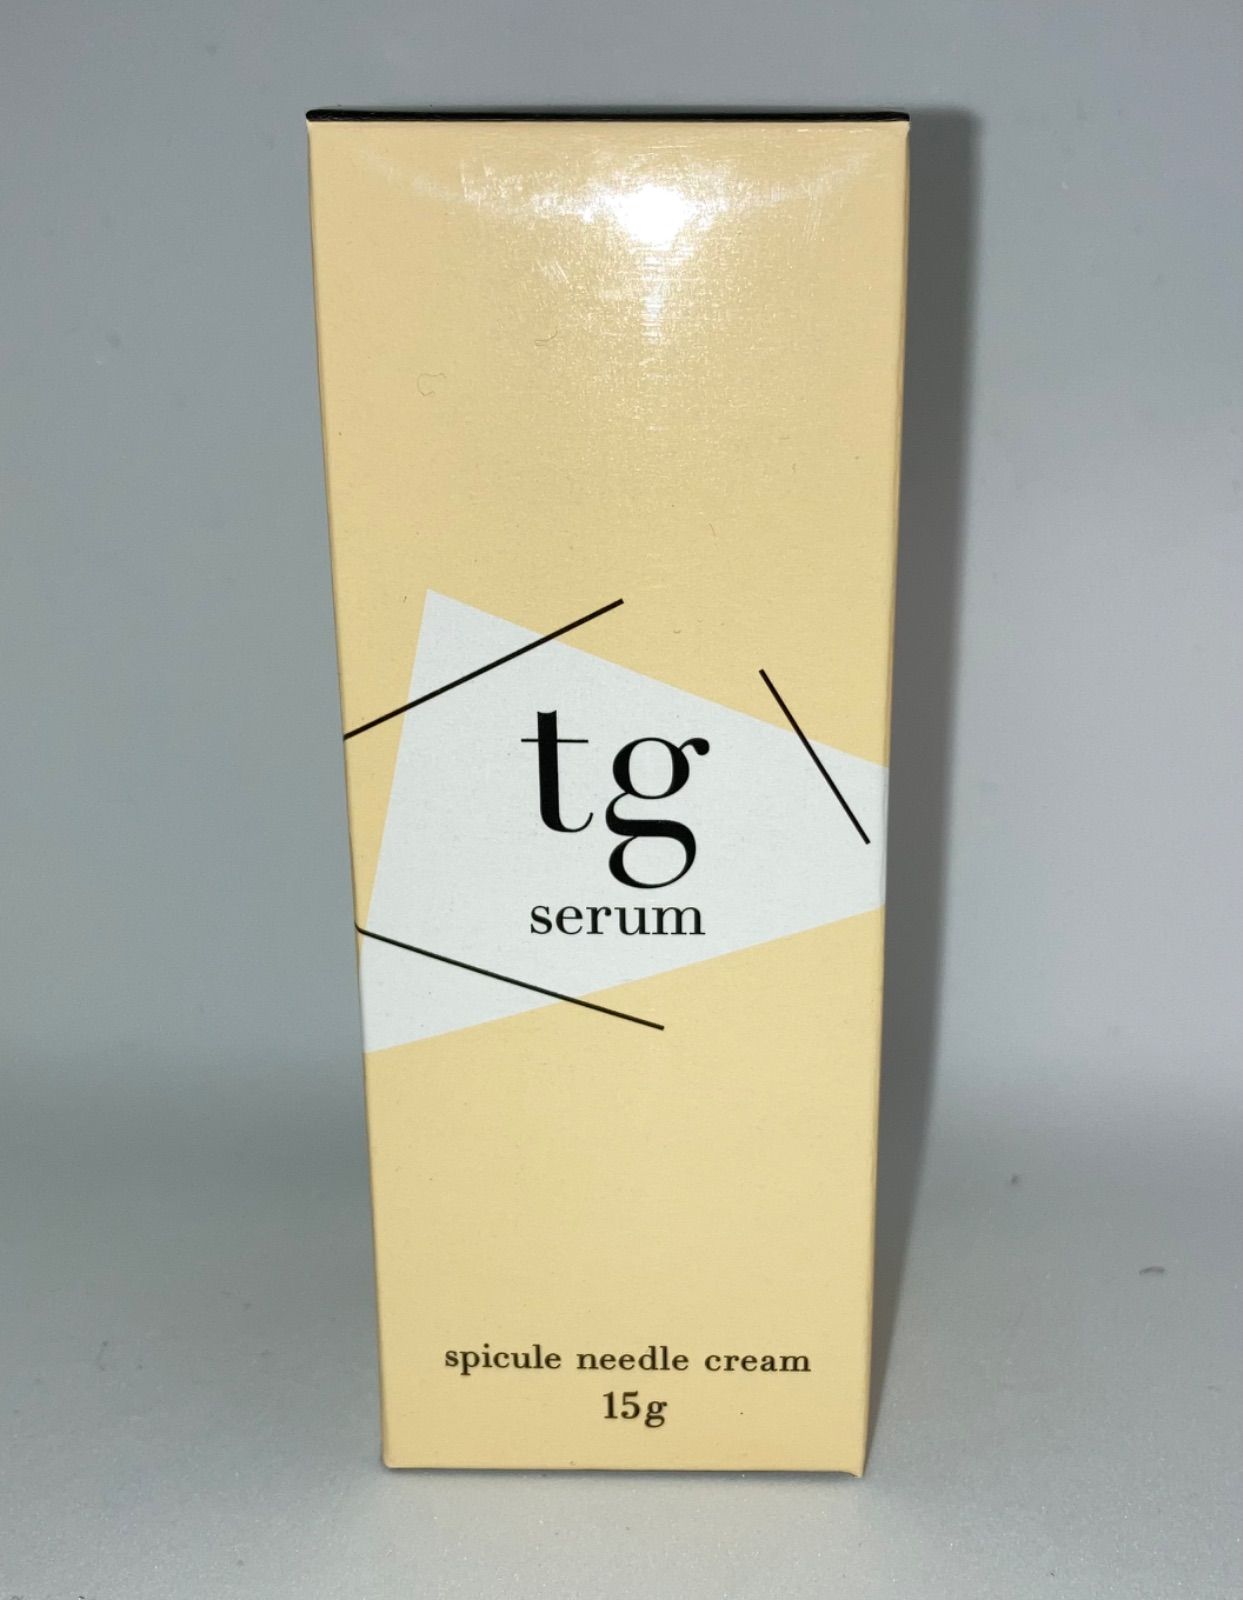 tg
serum
spicule needle cream
15g